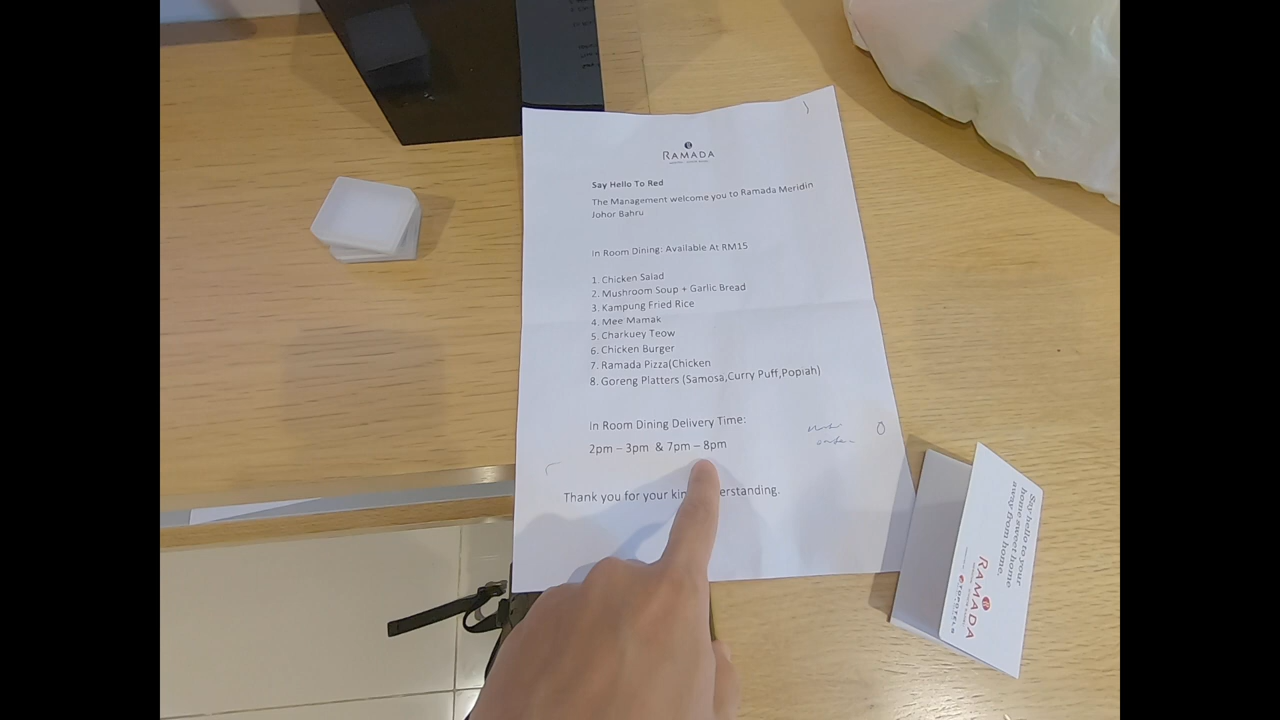 RAMADA
Say Hello To Red
The Management welcome you to Ramada Meridin
Johor Bahru
In Room Dining: Available At RM15
1. Chicken Salad
2. Mushroom Soup + Garlic Bread
3. Kampung Fried Rice
4. Mee Mamak
5. Charkuey Teow
6. Chicken Burger
7. Ramada Pizza(Chicken
8. Goreng Platters (Samosa,Curry Puff,Popiah)
In Room Dining Delivery Time:
2pm – 3pm & 7pm – 8pm
Thank you for your kin erstanding.
Say hello to your
home sweet home
away from home.
RAMADA
TOPOTELS